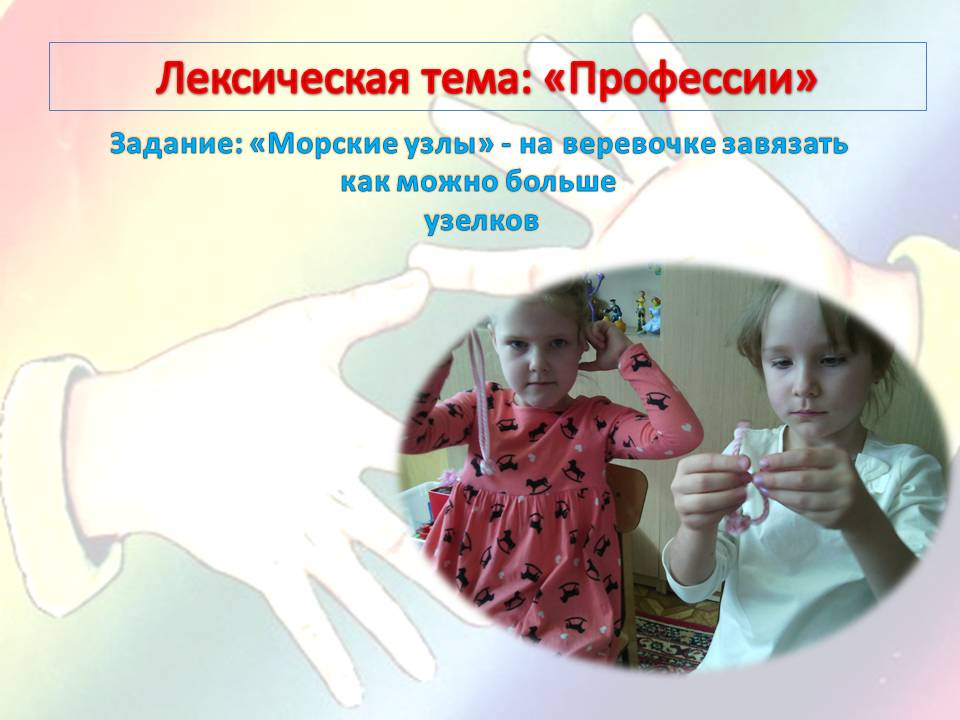 Лексическая тема: «Профессии»
Задание: «Морские узлы» - на веревочке завязать
как можно больше
узелков